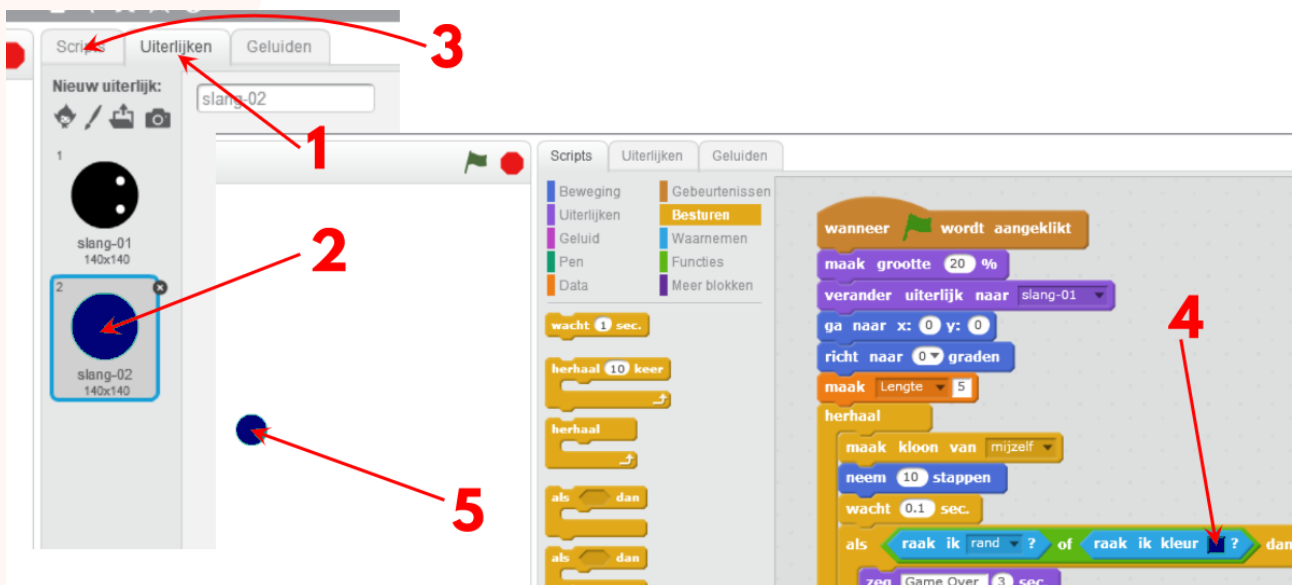 Scripts Uiterlijken Geluiden
3
Nieuw uiterlijk:
slang-02
1
1
slang-01
140x140
2
2
slang-02
140x140
5
Scripts Uiterlijken Geluiden
Beweging Gebeurtenissen
Uiterlijken Besturen
Geluid Waarnemen
Pen Functies
Data Meer blokken
wacht 1 sec.
herhaal 10 keer
herhaal
als dan
als dan
wanneer wordt aangeklikt
maak grootte 20 %
verander uiterlijk naar slang-01
ga naar x: 0 y: 0
richt naar 0 graden
maak Lengte 5
herhaal
maak kloon van mijzelf
neem 10 stappen
wacht 0.1 sec.
4
als raak ik rand ? of raak ik kleur ? dan
zeg Game Over 3 sec